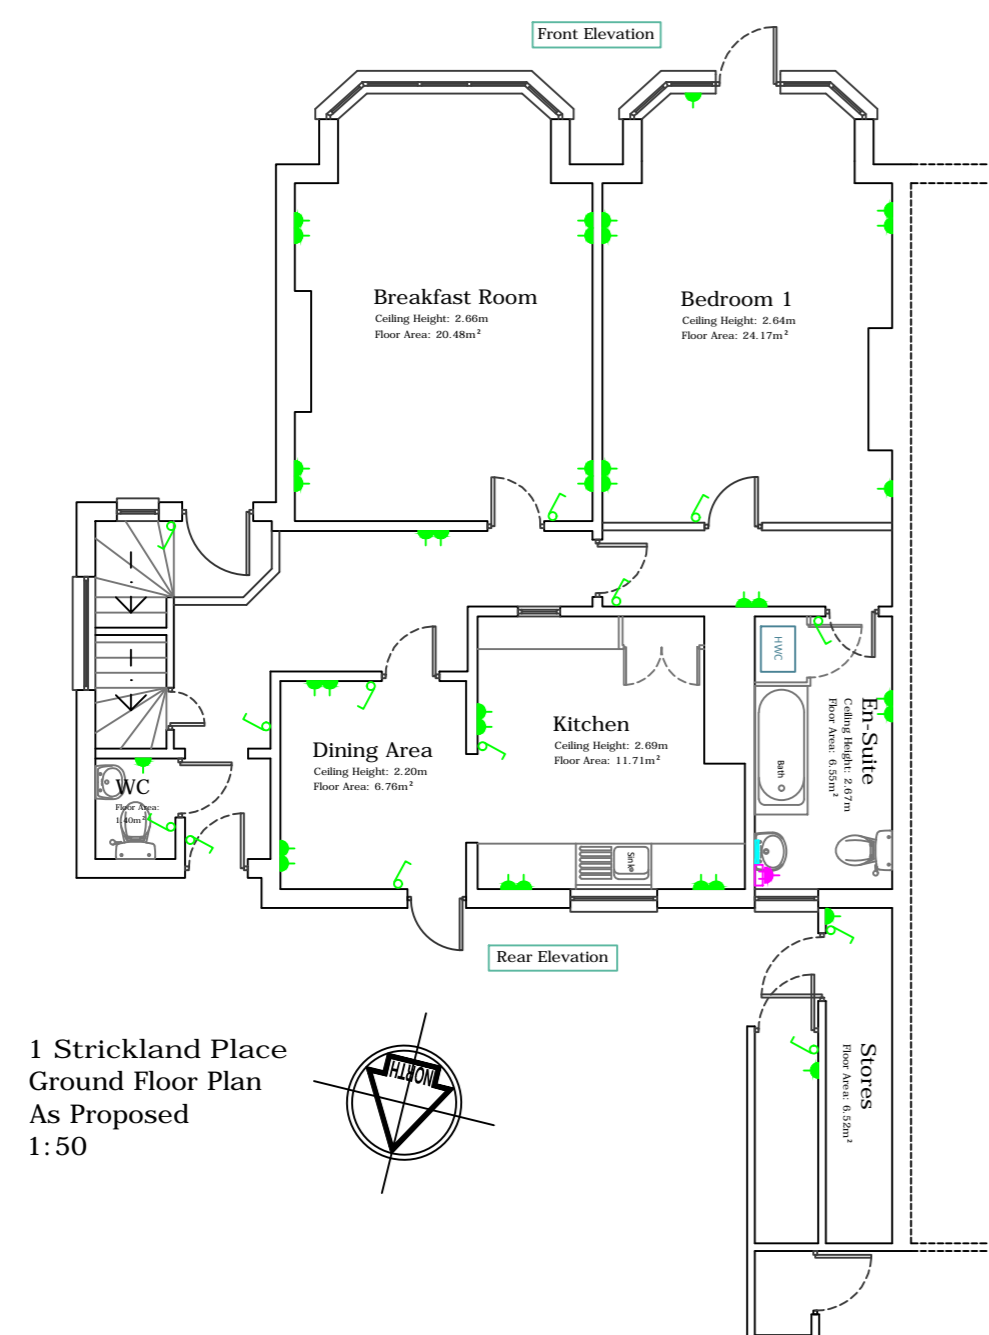 Front Elevation
Breakfast Room
Ceiling Height: 2.66m
Floor Area: 20.48m²
Bedroom 1
Ceiling Height: 2.64m
Floor Area: 24.17m²
HWC
En-Suite
Ceiling Height: 2.67m
Floor Area: 6.55m²
Bath
Kitchen
Ceiling Height: 2.69m
Floor Area: 11.71m²
Dining Area
Ceiling Height: 2.20m
Floor Area: 6.76m²
WC
Floor Area:
1.40m²
Sink
Rear Elevation
Stores
Floor Area: 6.52m²
1 Strickland Place
Ground Floor Plan
As Proposed
1:50
NORTH